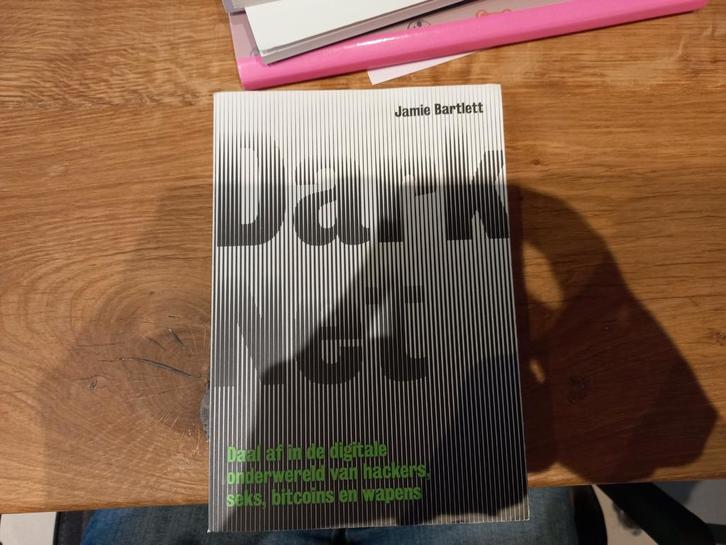 Jamie Bartlett
Dark
Net
Daal af in de digitale
onderwereld van hackers,
seks, bitcoins en wapens